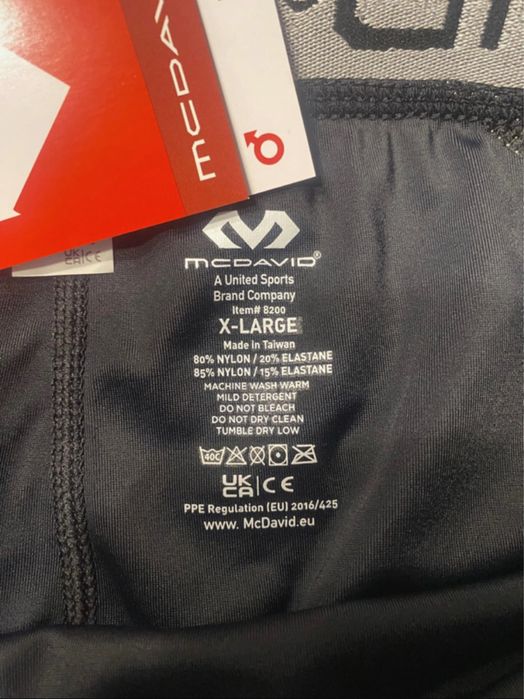 MCDAV
MCDAVID®
A United Sports
Brand Company
Item# 8200
X-LARGE
Made in Taiwan
80% NYLON / 20% ELASTANE
85% NYLON / 15% ELASTANE
MACHINE WASH WARM
MILD DETERGENT
DO NOT BLEACH
DO NOT DRY CLEAN
TUMBLE DRY LOW
40C
UK
CA CE
PPE Regulation (EU) 2016/425
www. McDavid.eu